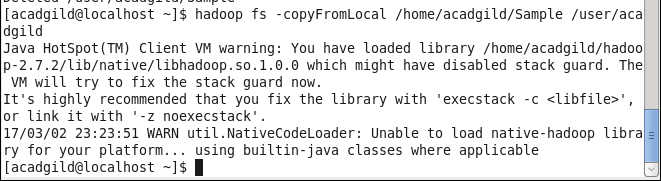 Deleted /user/acadgild/Sample
[acadgild@localhost ~]$ hadoop fs -copyFromLocal /home/acadgild/Sample /user/aca
dgild
Java HotSpot(TM) Client VM warning: You have loaded library /home/acadgild/hadoo
p-2.7.2/lib/native/libhadoop.so.1.0.0 which might have disabled stack guard. The
 VM will try to fix the stack guard now.
It's highly recommended that you fix the library with 'execstack -c <libfile>',
or link it with '-z noexecstack'.
17/03/02 23:23:51 WARN util.NativeCodeLoader: Unable to load native-hadoop libra
ry for your platform... using builtin-java classes where applicable
[acadgild@localhost ~]$